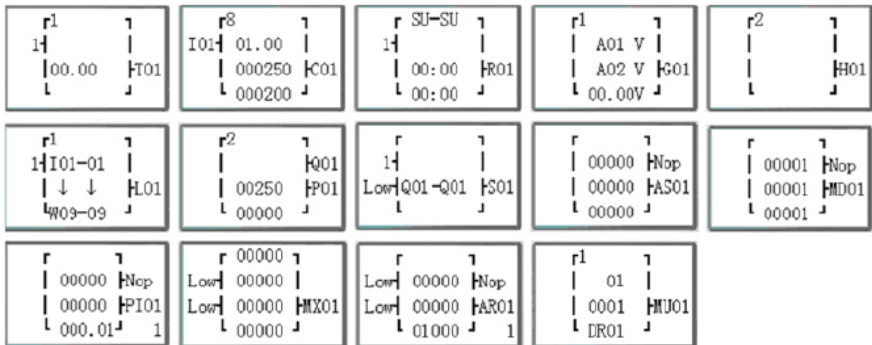 1
1
00.00 T01
8
I01 01.00
000250 C01
000200
SU-SU
1
00:00 R01
00:00
1
A01 V
A02 V G01
00.00V
2
H01
1
1 I01-01
↓ ↓ L01
W09-09
2
Q01
00250 P01
00000
1
Low Q01-Q01 S01
00000 Nop
00000 AS01
00000
00001 Nop
00001 MD01
00001
00000 Nop
00000 PI01
000.01 1
00000
Low 00000
Low 00000 MX01
00000
Low 00000 Nop
Low 00000 AR01
01000 1
1
01
0001 MU01
DR01